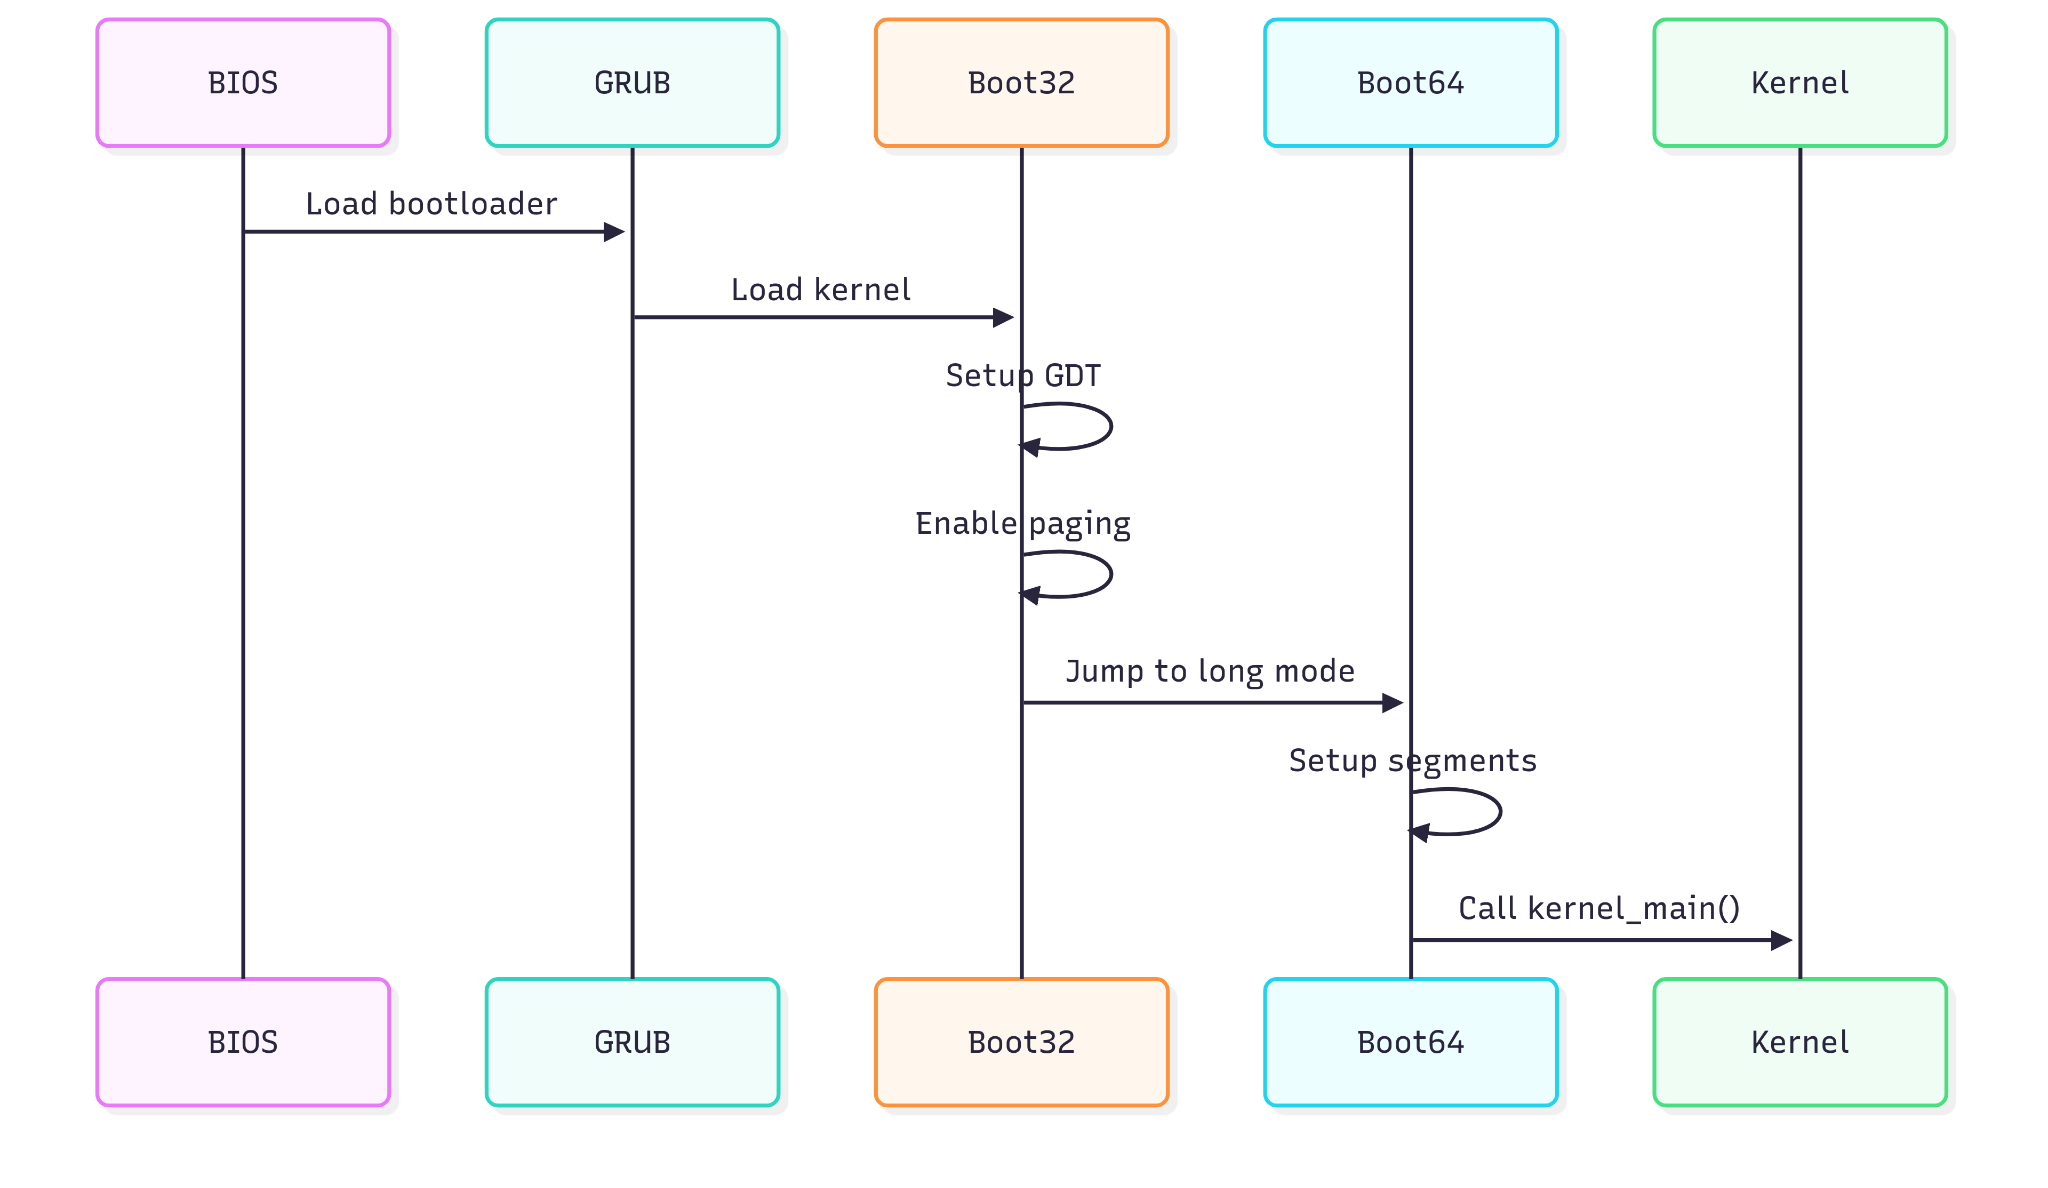 BIOS
GRUB
Boot32
Boot64
Kernel
Load bootloader
Load kernel
Setup GDT
Enable paging
Jump to long mode
Setup segments
Call kernel_main()
BIOS
GRUB
Boot32
Boot64
Kernel